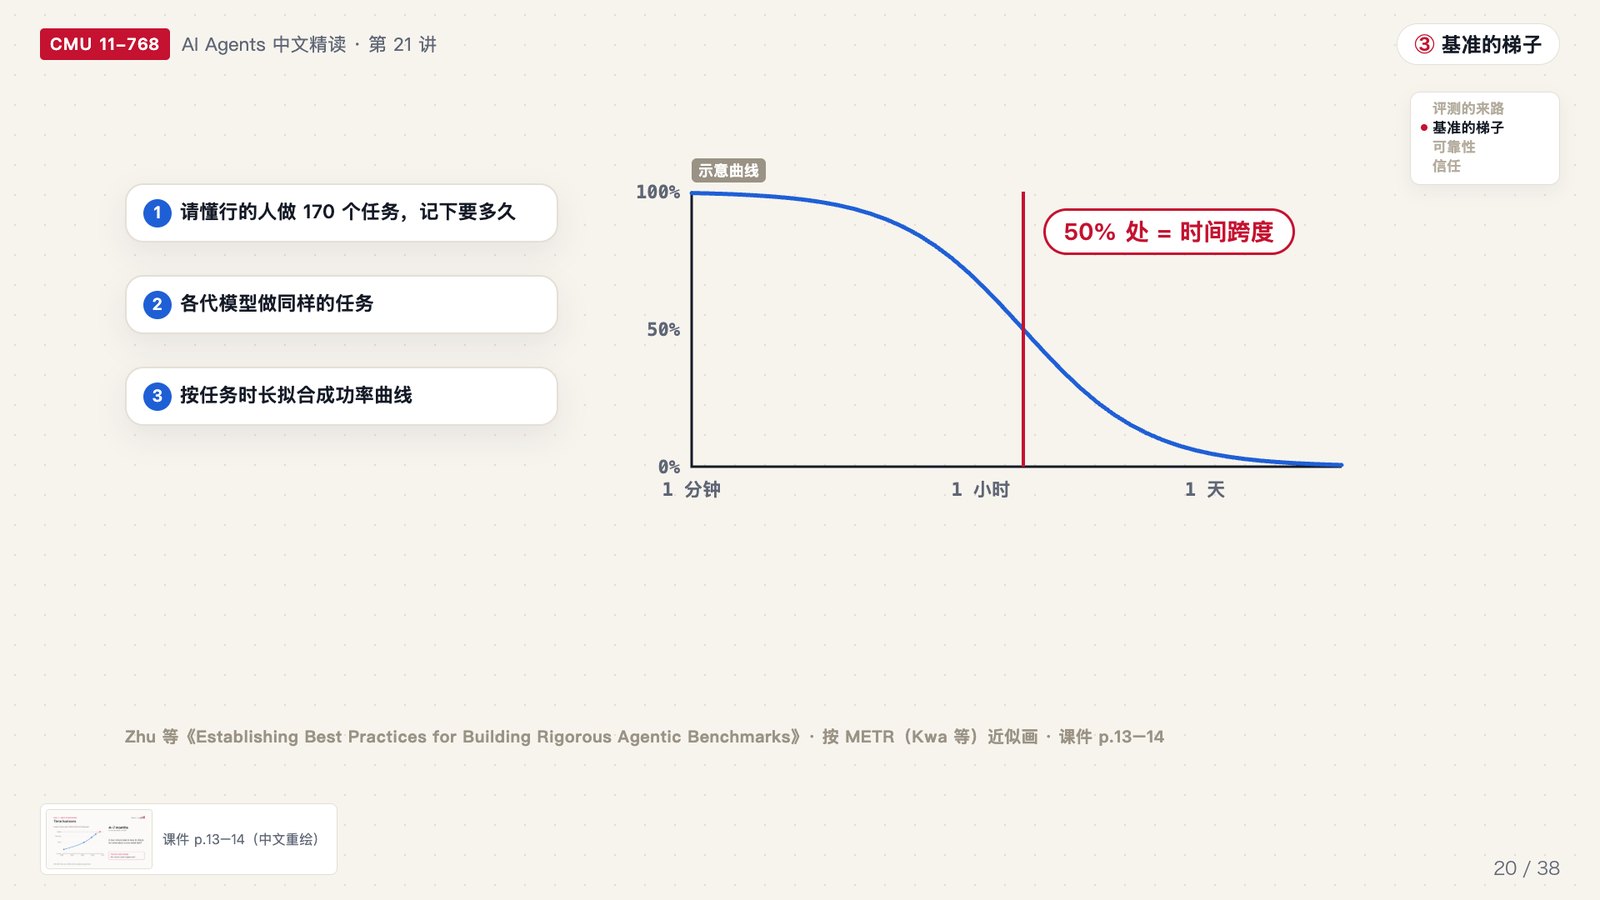 CMU 11-768 AI Agents 中文精读 · 第 21 讲
③ 基准的梯子
评测的来路
基准的梯子
可靠性
信任
1 请懂行的人做 170 个任务，记下要多久
2 各代模型做同样的任务
3 按任务时长拟合成功率曲线
示意曲线
100%
50% 处 = 时间跨度
50%
0%
1 分钟 1 小时 1 天
Zhu 等《Establishing Best Practices for Building Rigorous Agentic Benchmarks》· 按 METR（Kwa 等）近似画 · 课件 p.13—14
课件 p.13—14（中文重绘）
20 / 38